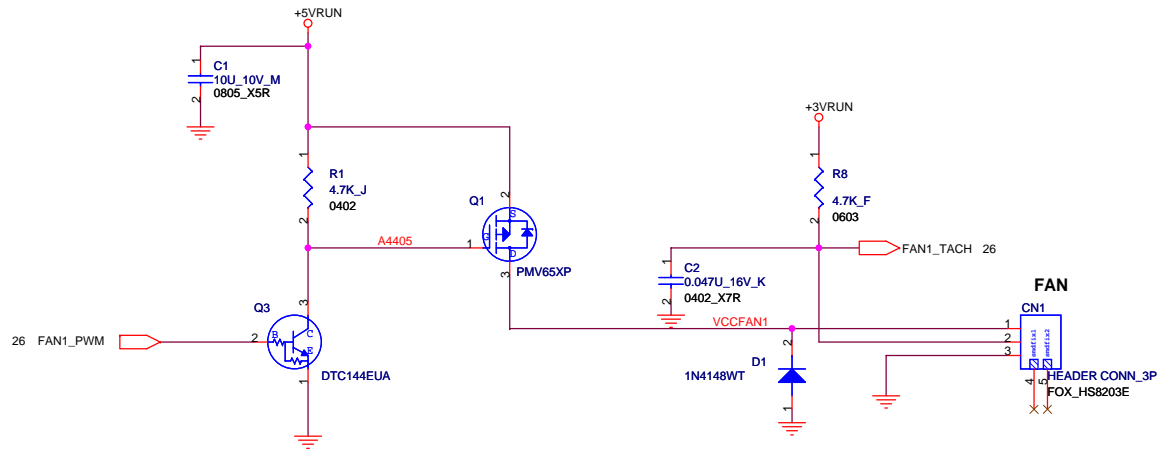 +5VRUN
1
C1
10U_10V_M
0805_X5R
2
+3VRUN
1
R1
4.7K_J
0402
2
1
R8
4.7K_F
0603
2
Q1
2
S
G
D
1
3
PMV65XP
A4405
FAN1_TACH 26
1
C2
0.047U_16V_K
0402_X7R
2
FAN
CN1
Q3
3
B
C
E
2
1
26 FAN1_PWM
DTC144EUA
VCCFAN1
1
2
3
endfix1
endfix2
2
D1
1N4148WT
1
HEADER CONN_3P
FOX_HS8203E
4
5